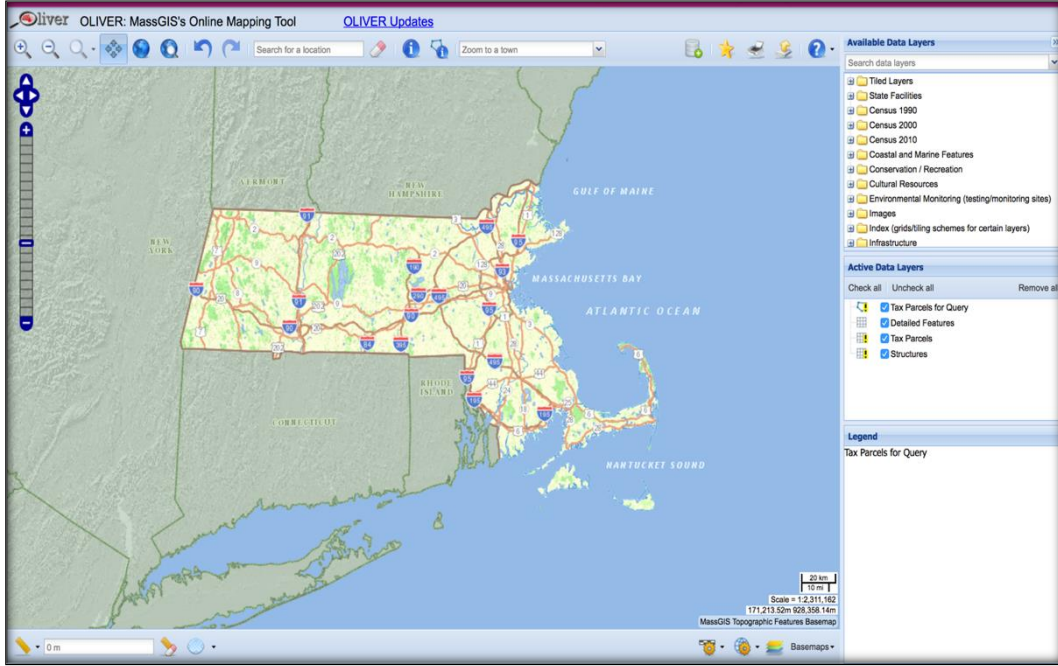 Oliver OLIVER: MassGIS's Online Mapping Tool OLIVER Updates
Search for a location
Zoom to a town
Available Data Layers
Search data layers
Tiled Layers
State Facilities
Census 1990
Census 2000
Census 2010
Coastal and Marine Features
Conservation / Recreation
Cultural Resources
Environmental Monitoring (testing/monitoring sites)
Images
Index (grids/tiling schemes for certain layers)
Infrastructure
Active Data Layers
Check all Uncheck all Remove al
Tax Parcels for Query
Detailed Features
Tax Parcels
Structures
Legend
Tax Parcels for Query
VERMONT
NEW
HAMPSHIRE
GULF OF MAINE
NEW
YORK
MASSACHUSETTS BAY
ATLANTIC OCEAN
RHODE
ISLAND
CONNECTICUT
NANTUCKET SOUND
20 km
10 mi
Scale = 1:2,311,162
171,213.52m 928,358.14m
MassGIS Topographic Features Basemap
0 m
Basemaps